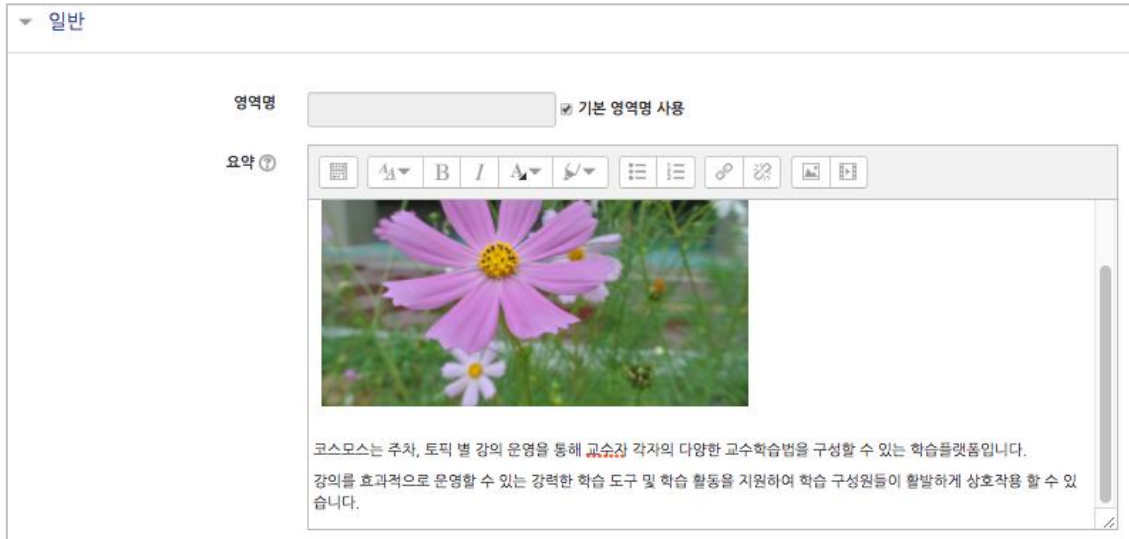 일반
영역명
기본 영역명 사용
요약
B I A
코스모스는 주차, 토픽 별 강의 운영을 통해 교수자 각자의 다양한 교수학습법을 구성할 수 있는 학습플랫폼입니다.
강의를 효과적으로 운영할 수 있는 강력한 학습 도구 및 학습 활동을 지원하여 학습 구성원들이 활발하게 상호작용 할 수 있
습니다.